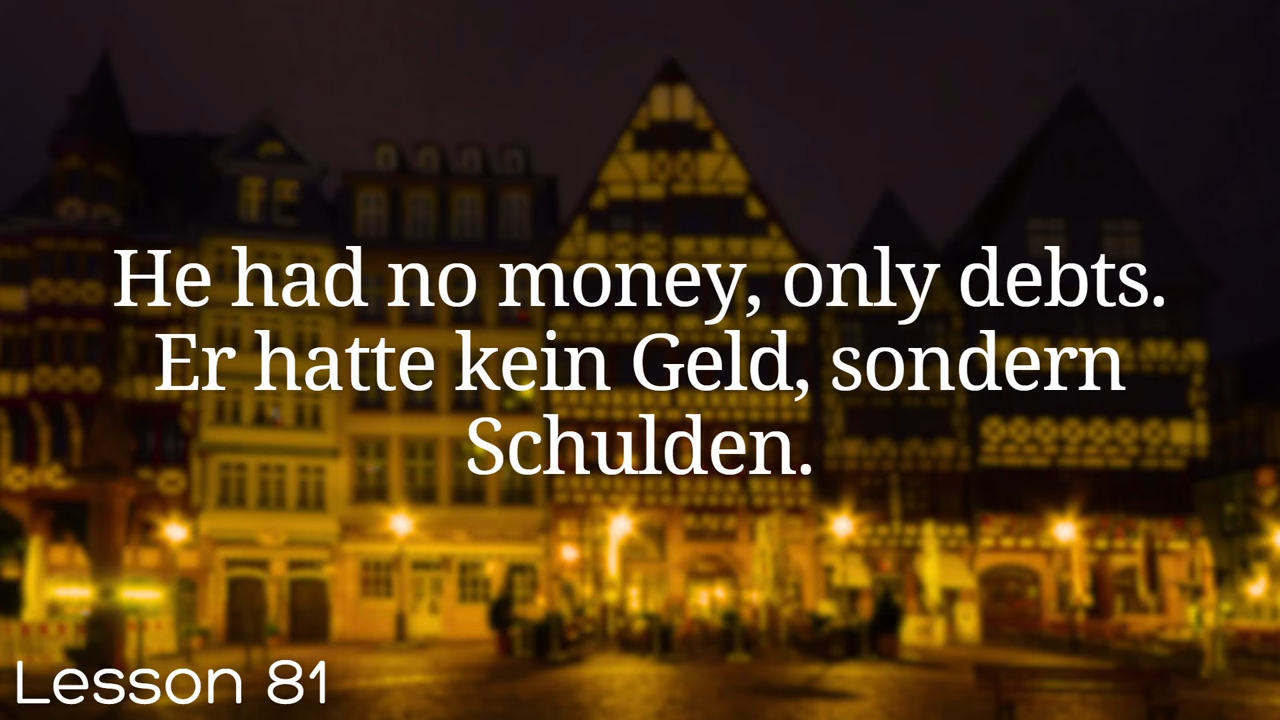 He had no money, only debts.
Er hatte kein Geld, sondern
Schulden.
Lesson 81